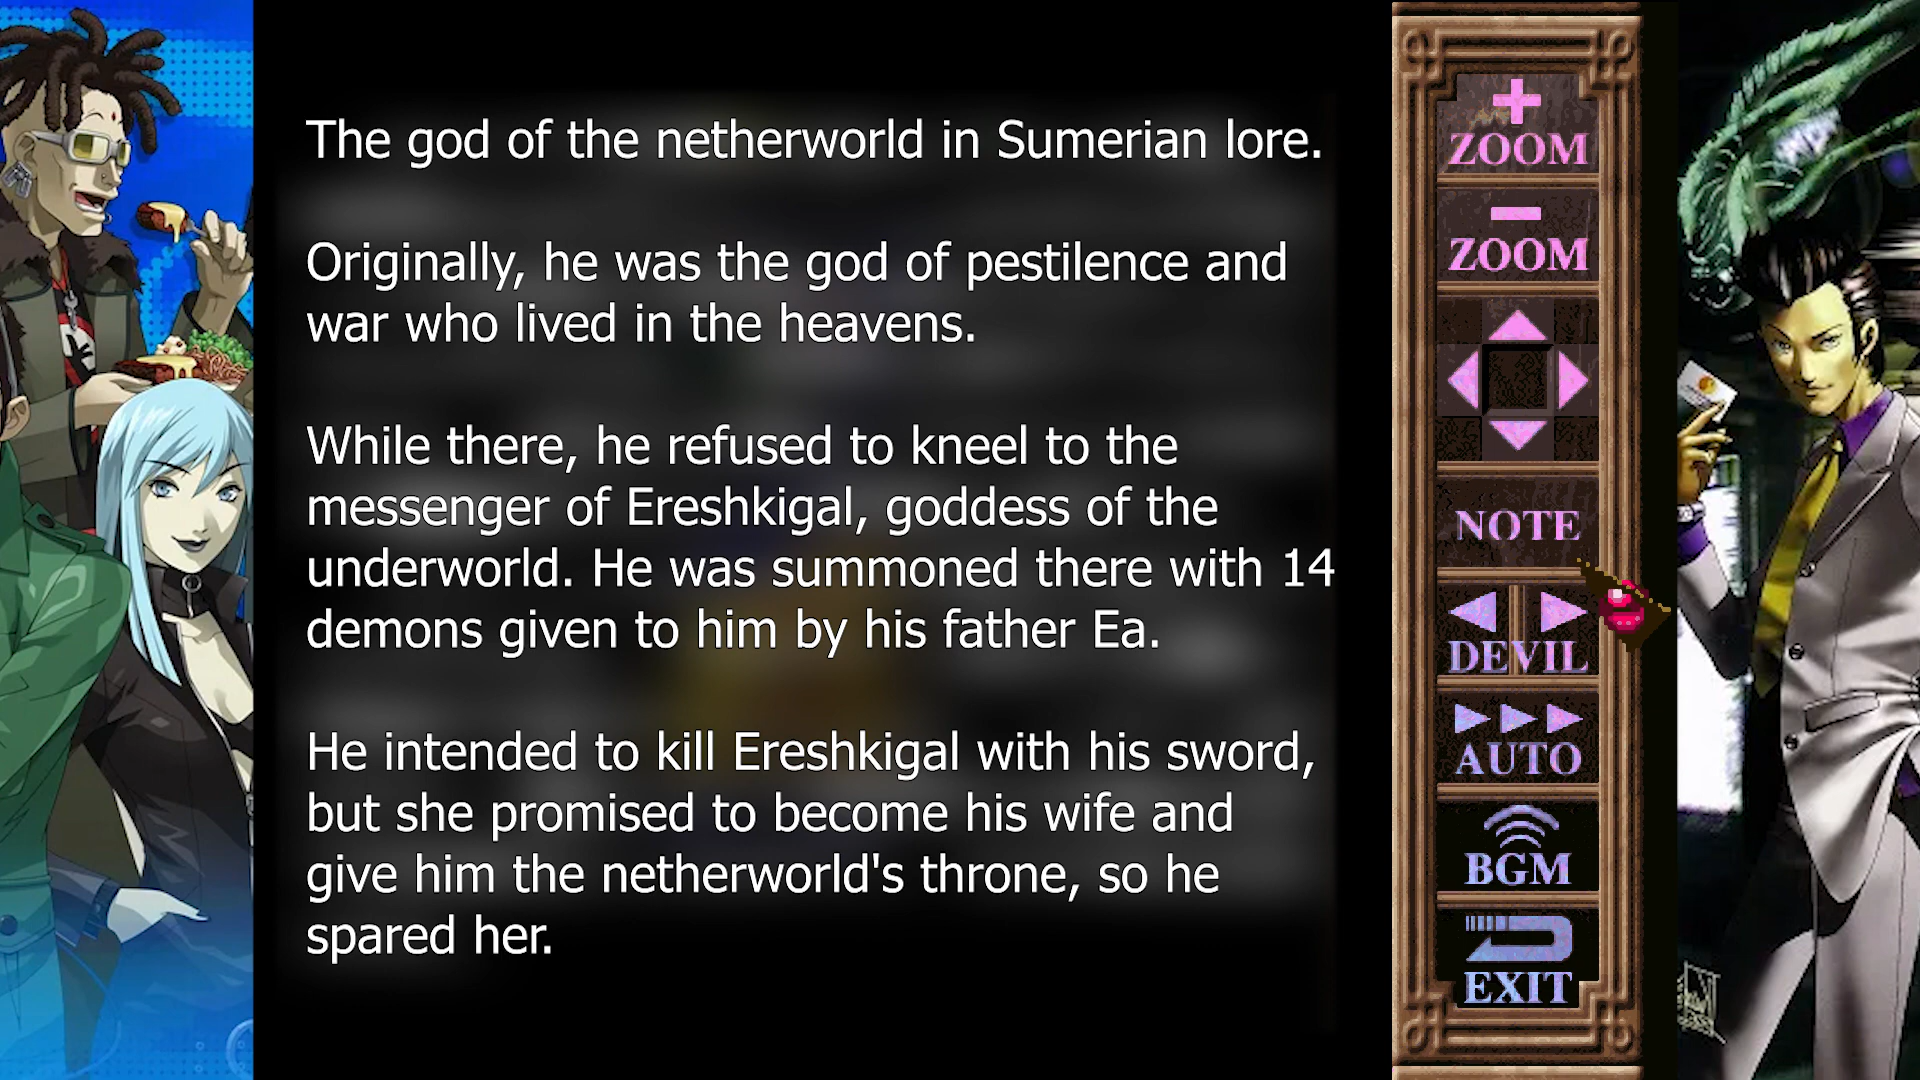 The god of the netherworld in Sumerian lore.
Originally, he was the god of pestilence and
war who lived in the heavens.
While there, he refused to kneel to the
messenger of Ereshkigal, goddess of the
underworld. He was summoned there with 14
demons given to him by his father Ea.
He intended to kill Ereshkigal with his sword,
but she promised to become his wife and
give him the netherworld's throne, so he
spared her.
ZOOM
ZOOM
NOTE
DEVIL
AUTO
BGM
EXIT